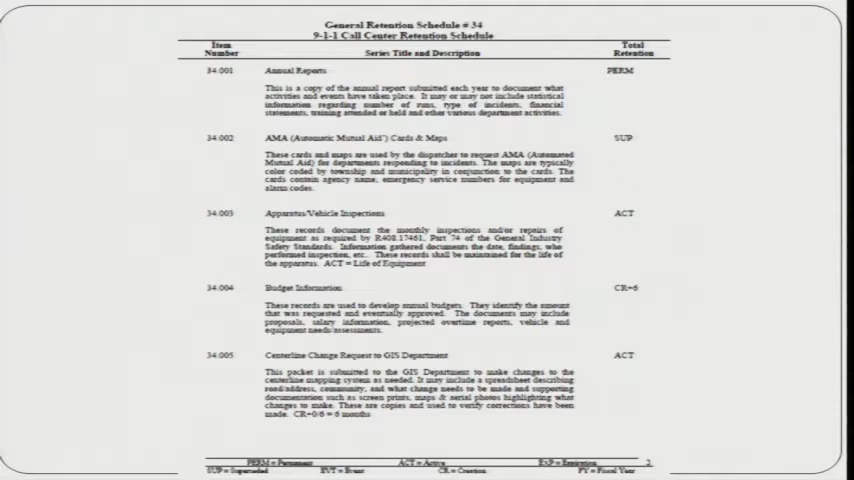 General Retention Schedule # 34
9-1-1 Call Center Retention Schedule
Item Number
Series Title and Description
Total Retention
34.001 Annual Reports PERM
This is a copy of the annual report submitted each year to document what
activities and events have taken place. It may or may not include statistical
information regarding number of runs, type of incidents, financial
statements, training attended or held and other various department activities.
34.002 AMA (Automatic Mutual Aid") Cards & Maps SUP
These cards and maps are used by the dispatcher to request AMA (Automated
Mutual Aid) for departments responding to incidents. The maps are typically
color coded by township and municipality in conjunction to the cards. The
cards contain agency name, emergency service numbers for equipment and
alarm codes.
34.003 Apparatus/Vehicle Inspections ACT
These records document the monthly inspections and/or repairs of
equipment as required by R408.17461, Part 74 of the General Industry
Safety Standards. Information gathered documents the date, findings, who
performed inspection, etc. These records shall be maintained for the life of
the apparatus. ACT = Life of Equipment
34.004 Budget Information CR+6
These records are used to develop annual budgets. They identify the amount
that was requested and eventually approved. The documents may include
proposals, salary information, projected overtime reports, vehicle and
equipment needs/assessments.
34.005 Centerline Change Request to GIS Department ACT
This packet is submitted to the GIS Department to make changes to the
centerline mapping system as needed. It may include a spreadsheet describing
road/address, community, and what change needs to be made and supporting
documentation such as screen prints, maps & aerial photos highlighting what
changes to make. These are copies and used to verify corrections have been
made. CR+0/6 = 6 months
PERM = Permanent ACT = Active EXP = Expiration 2
SUP = Superseded EVT = Event CR = Creation FY = Fiscal Year